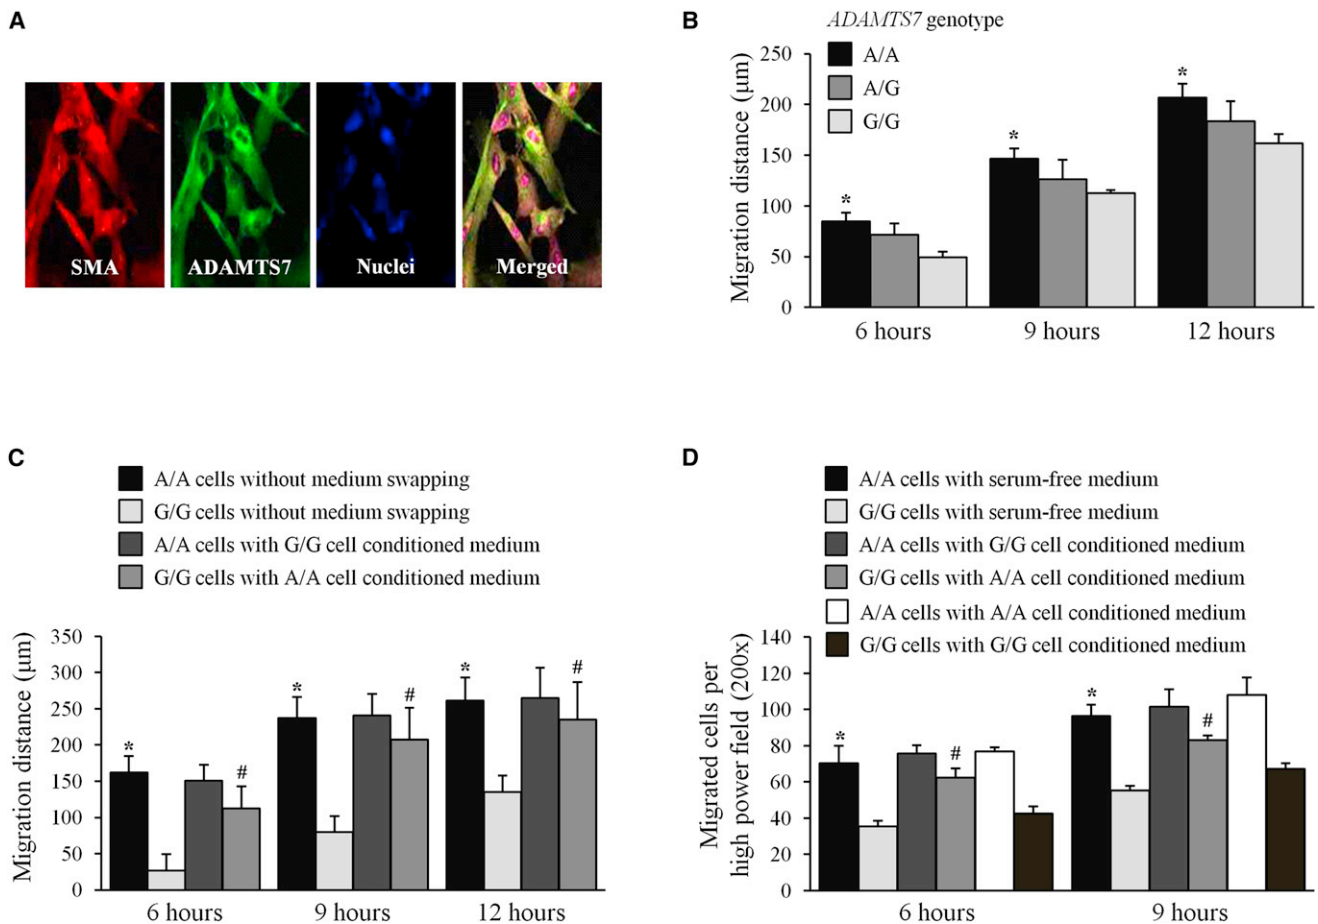 A
SMA
ADAMTS7
Nuclei
Merged
B
ADAMTS7 genotype
A/A
A/G
G/G
Migration distance (µm)
250
200
150
100
50
0
*
*
*
6 hours
9 hours
12 hours
C
A/A cells without medium swapping
G/G cells without medium swapping
A/A cells with G/G cell conditioned medium
G/G cells with A/A cell conditioned medium
Migration distance (µm)
350
300
250
200
150
100
50
0
*
#
*
#
*
#
6 hours
9 hours
12 hours
D
A/A cells with serum-free medium
G/G cells with serum-free medium
A/A cells with G/G cell conditioned medium
G/G cells with A/A cell conditioned medium
A/A cells with A/A cell conditioned medium
G/G cells with G/G cell conditioned medium
Migrated cells per
high power field (200x)
140
120
100
80
60
40
20
0
*
#
*
#
6 hours
9 hours